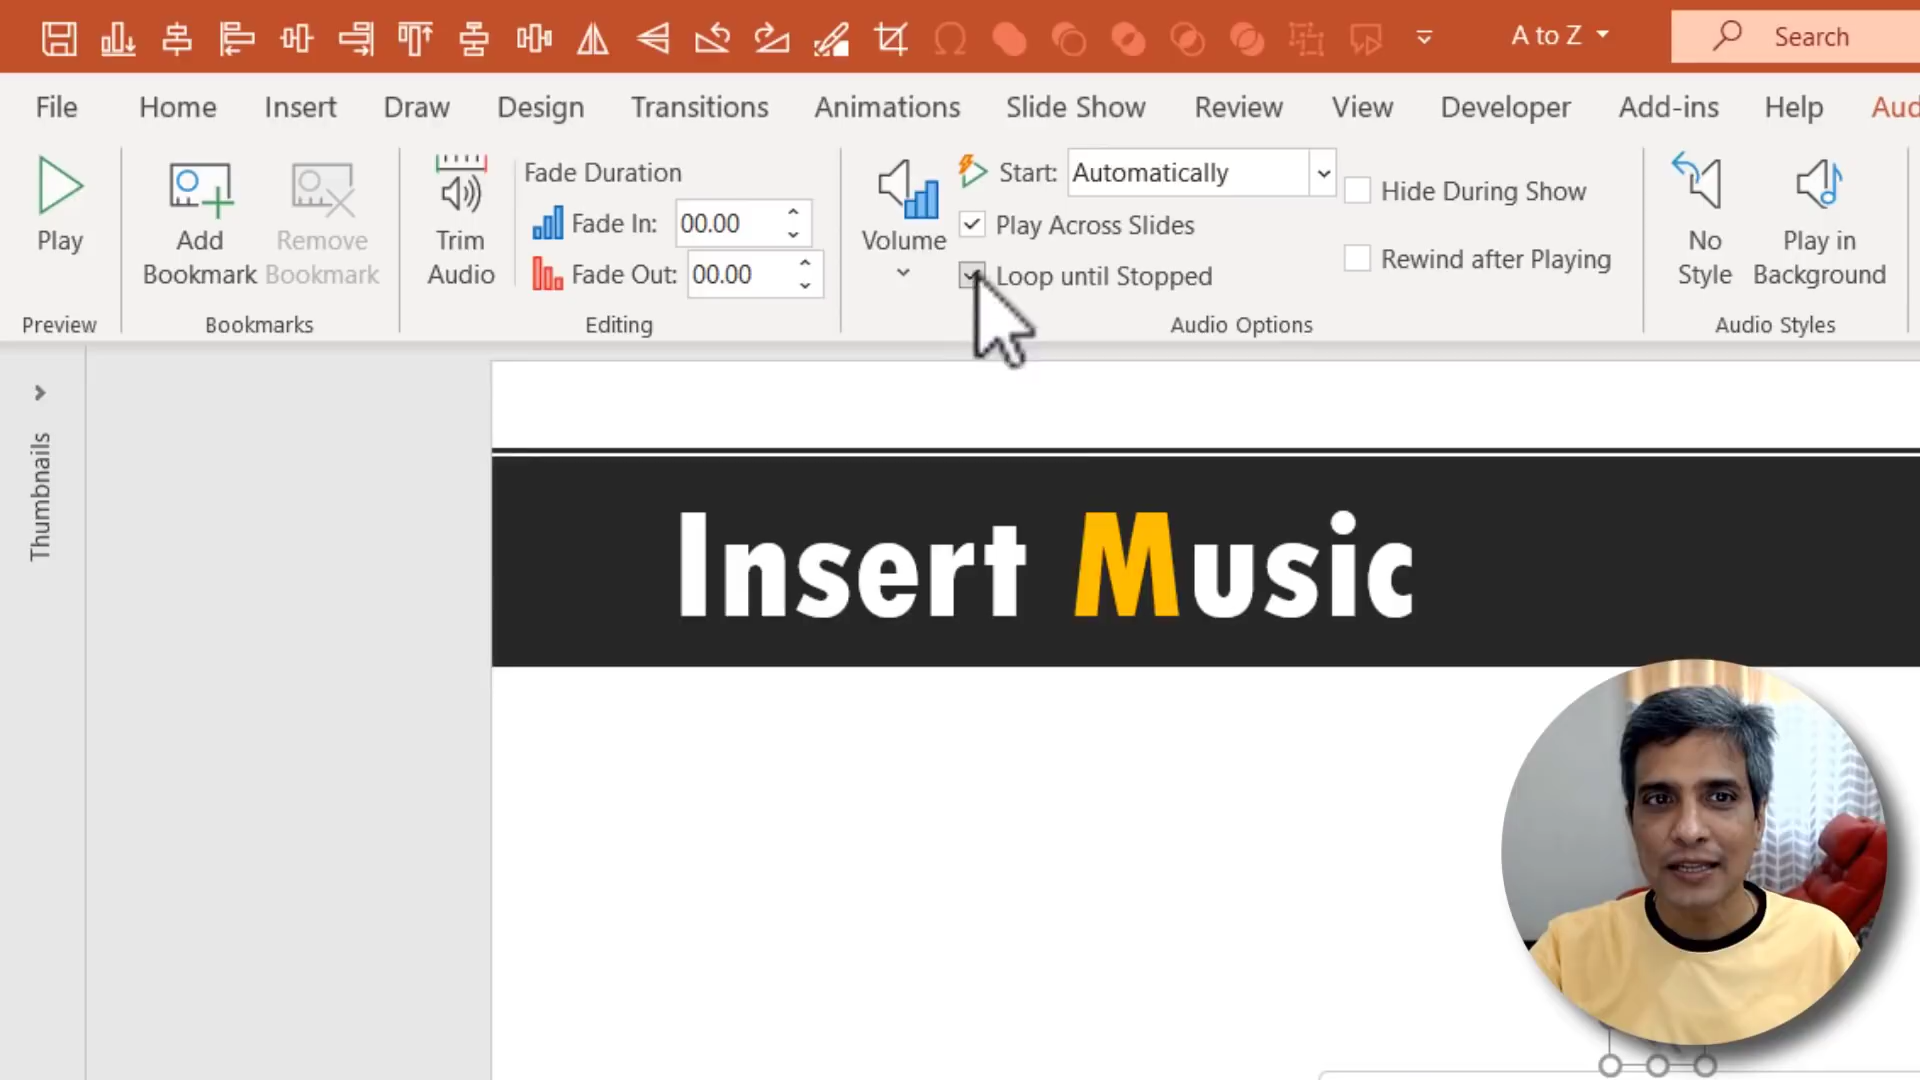 A to Z
Search
File Home Insert Draw Design Transitions Animations Slide Show Review View Developer Add-ins Help Aud
Play
Preview
Add
Bookmark
Remove
Bookmark
Bookmarks
Trim
Audio
Fade Duration
Fade In: 00.00
Fade Out: 00.00
Editing
Volume
Start: Automatically
Play Across Slides
Loop until Stopped
Hide During Show
Rewind after Playing
Audio Options
No
Style
Play in
Background
Audio Styles
Thumbnails
Insert Music